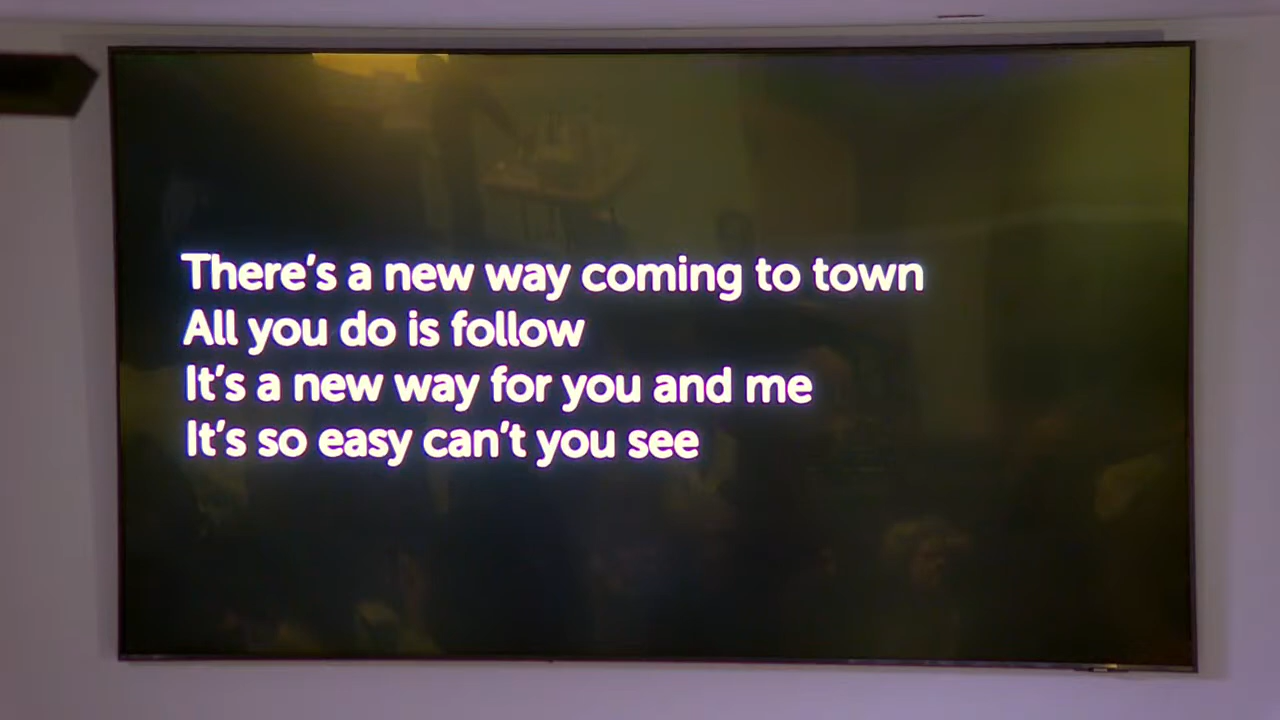 There's a new way coming to town
All you do is follow
It's a new way for you and me
It's so easy can't you see